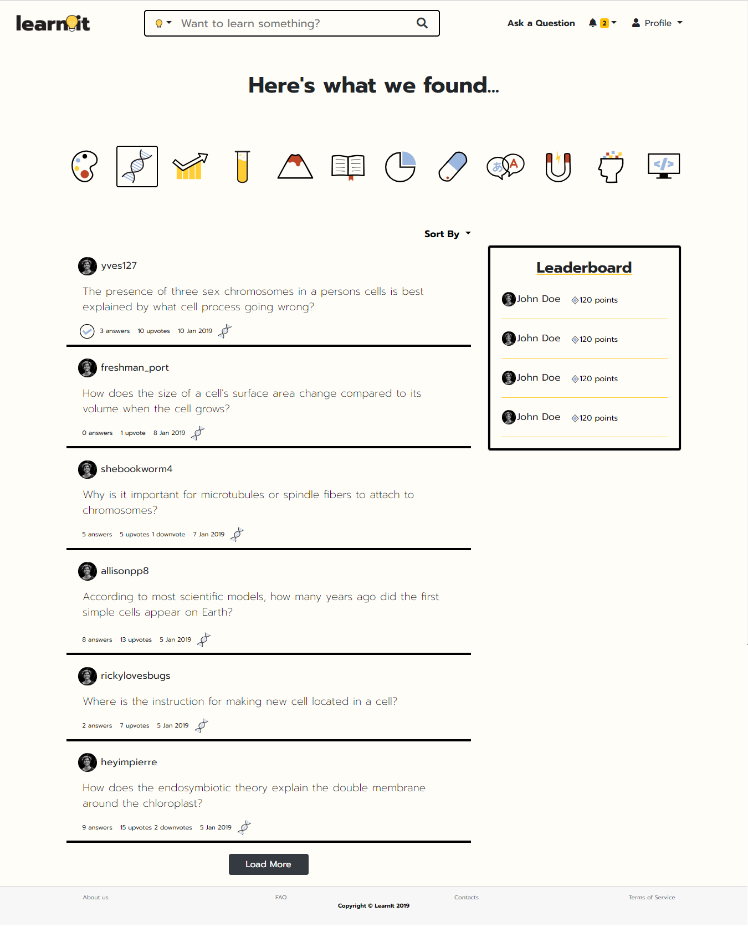 learnit
Want to learn something?
Ask a Question
2
Profile
Here's what we found...
あ A
</>
Sort By
yves127
The presence of three sex chromosomes in a persons cells is best
explained by what cell process going wrong?
3 answers 10 upvotes 10 Jan 2019
freshman_port
How does the size of a cell's surface area change compared to its
volume when the cell grows?
0 answers 1 upvote 8 Jan 2019
shebookworm4
Why is it important for microtubules or spindle fibers to attach to
chromosomes?
5 answers 5 upvotes 1 downvote 7 Jan 2019
allisonpp8
According to most scientific models, how many years ago did the first
simple cells appear on Earth?
8 answers 13 upvotes 5 Jan 2019
rickylovesbugs
Where is the instruction for making new cell located in a cell?
2 answers 7 upvotes 5 Jan 2019
heyimpierre
How does the endosymbiotic theory explain the double membrane
around the chloroplast?
9 answers 15 upvotes 2 downvotes 5 Jan 2019
Load More
Leaderboard
John Doe 120 points
John Doe 120 points
John Doe 120 points
John Doe 120 points
About us FAQ Contacts Terms of Service
Copyright © LearnIt 2019